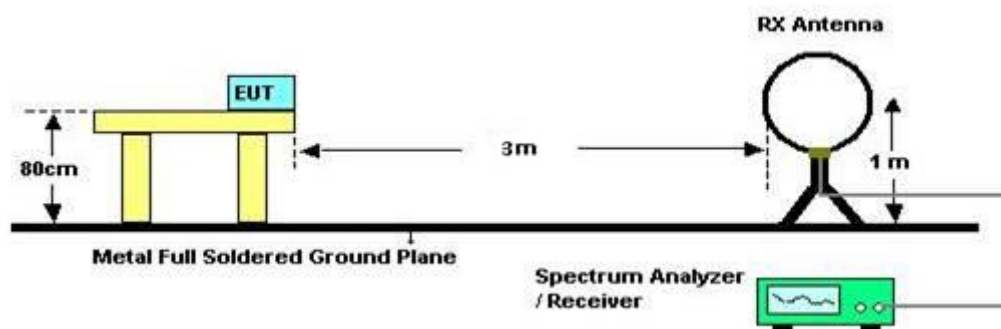 RX Antenna
EUT
80cm
3m
1 m
Metal Full Soldered Ground Plane
Spectrum Analyzer
/ Receiver